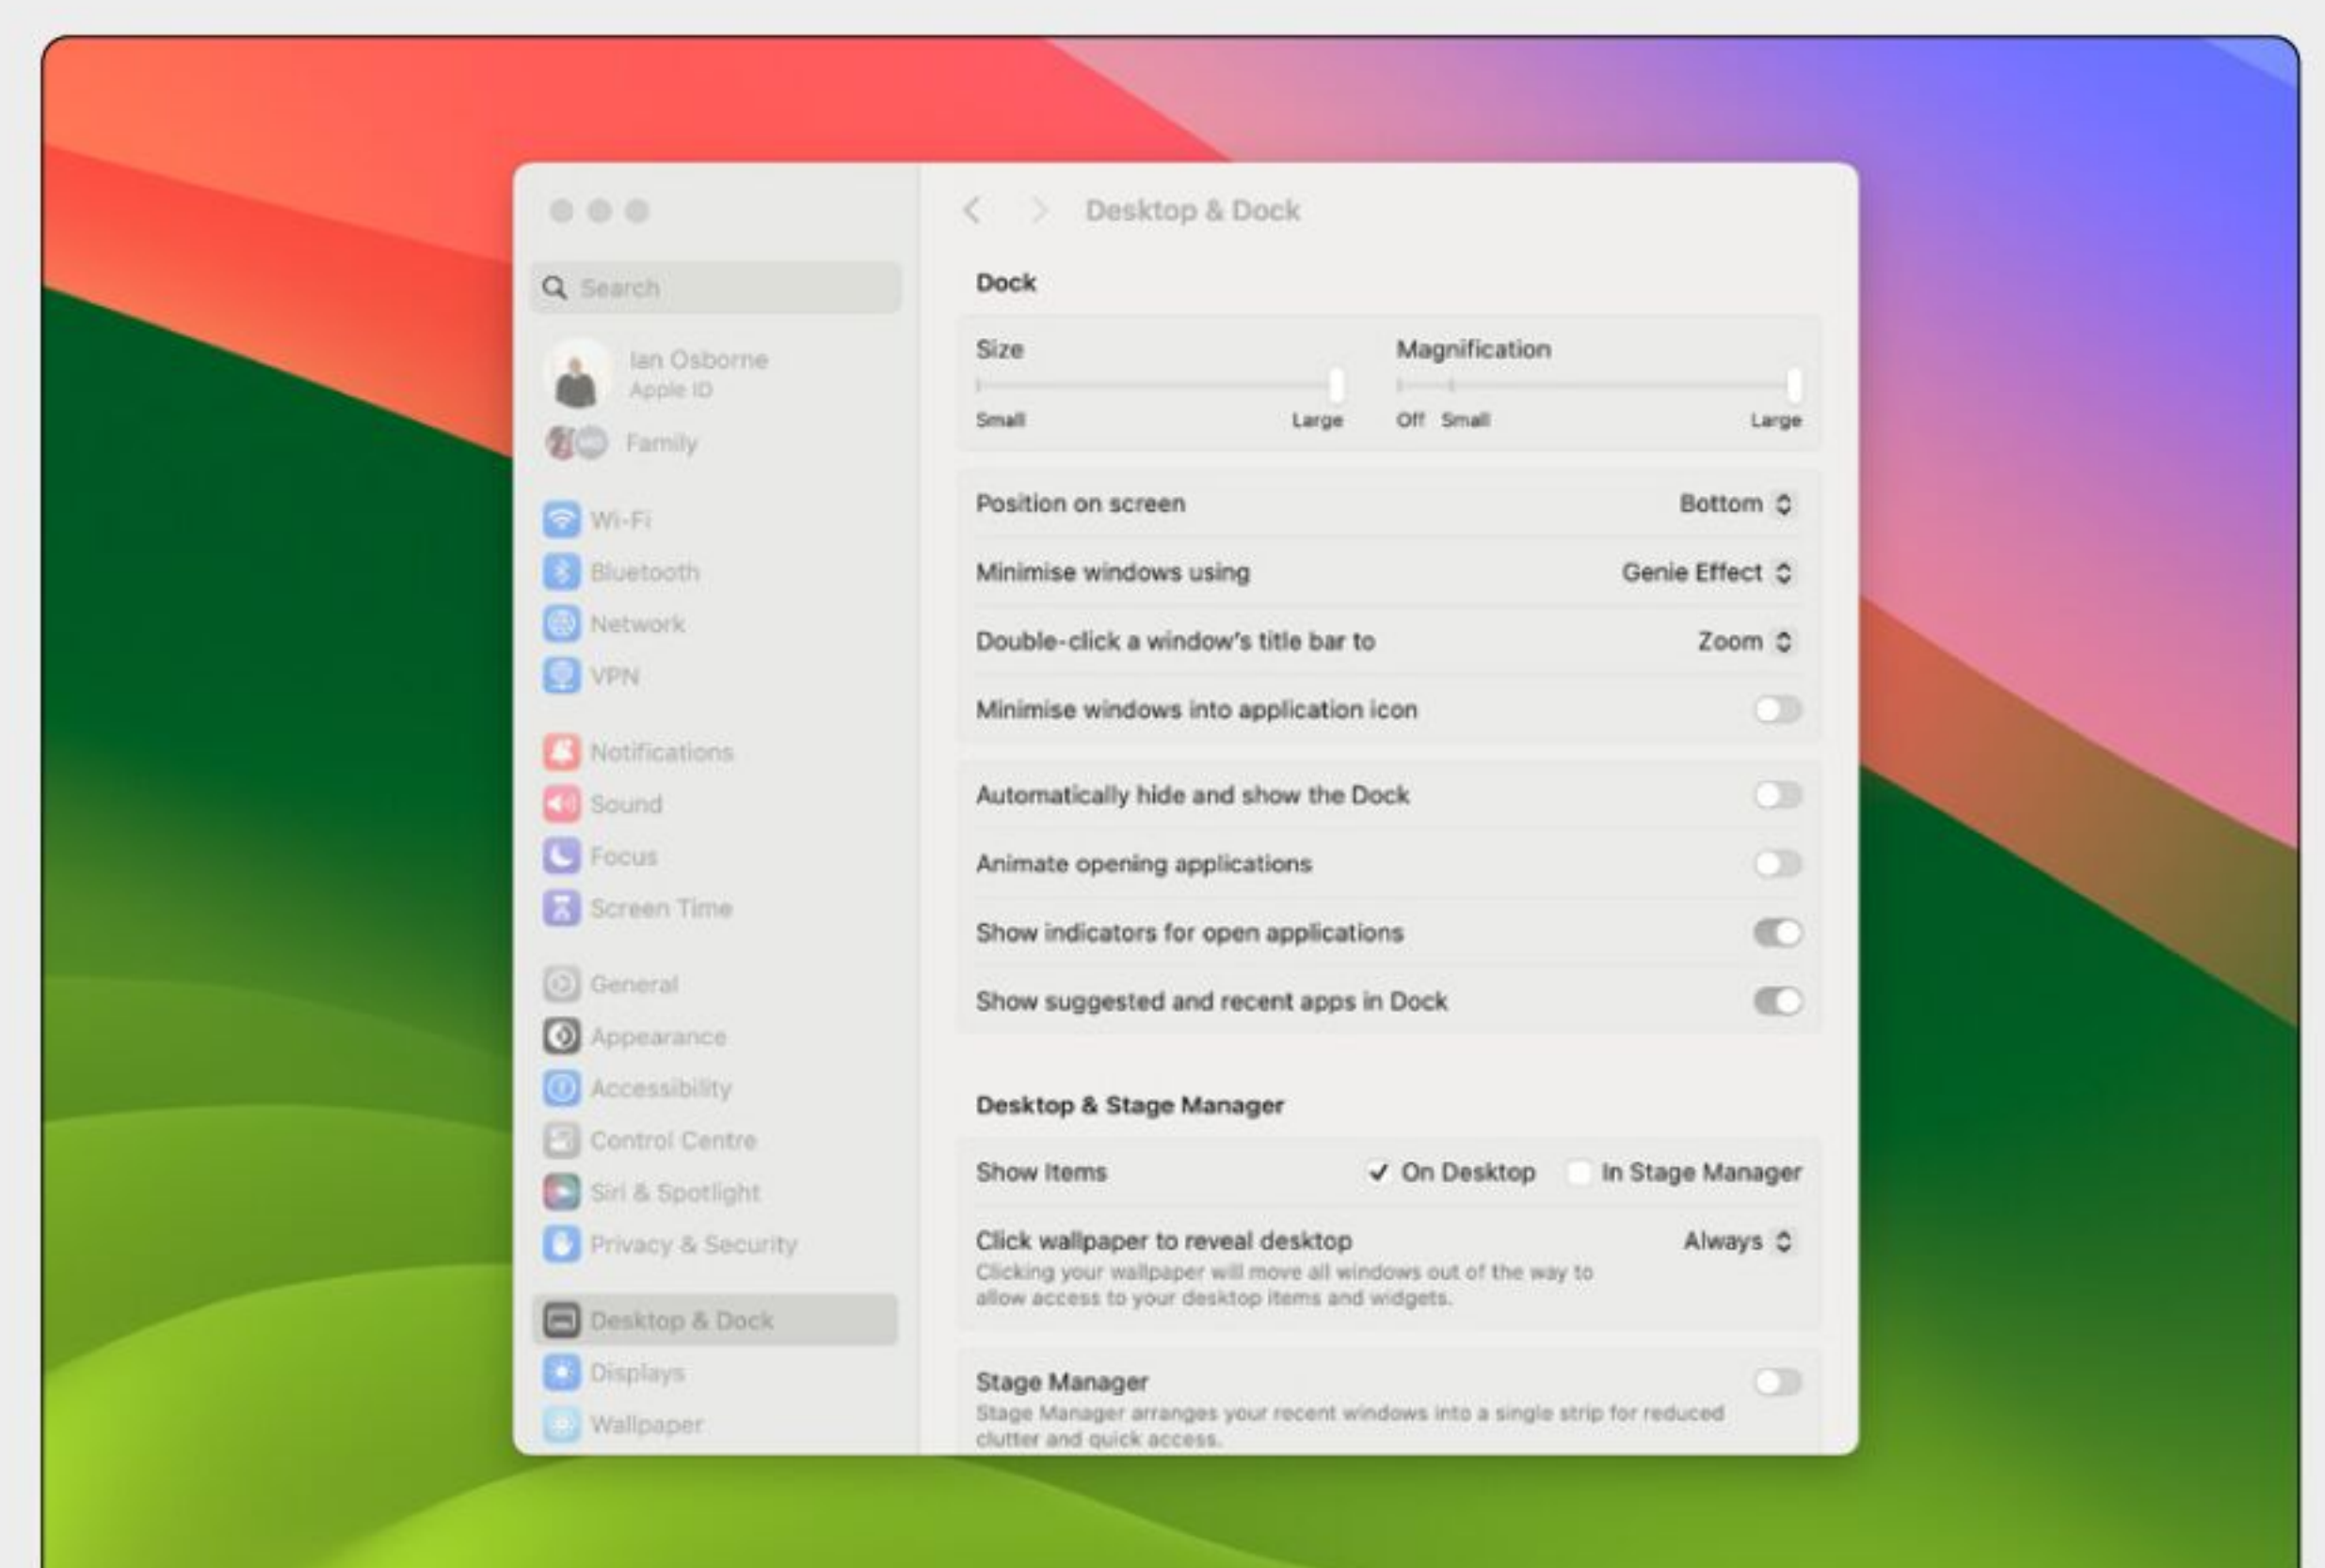 Search
Ian Osborne
Apple ID
Family
Wi-Fi
Bluetooth
Network
VPN
Notifications
Sound
Focus
Screen Time
General
Appearance
Accessibility
Control Centre
Siri & Spotlight
Privacy & Security
Desktop & Dock
Displays
Wallpaper
Desktop & Dock
Dock
Size
Magnification
Small Large
Off Small Large
Position on screen Bottom
Minimise windows using Genie Effect
Double-click a window's title bar to Zoom
Minimise windows into application icon
Automatically hide and show the Dock
Animate opening applications
Show indicators for open applications
Show suggested and recent apps in Dock
Desktop & Stage Manager
Show Items On Desktop In Stage Manager
Click wallpaper to reveal desktop Always
Clicking your wallpaper will move all windows out of the way to
allow access to your desktop items and widgets.
Stage Manager
Stage Manager arranges your recent windows into a single strip for reduced
clutter and quick access.